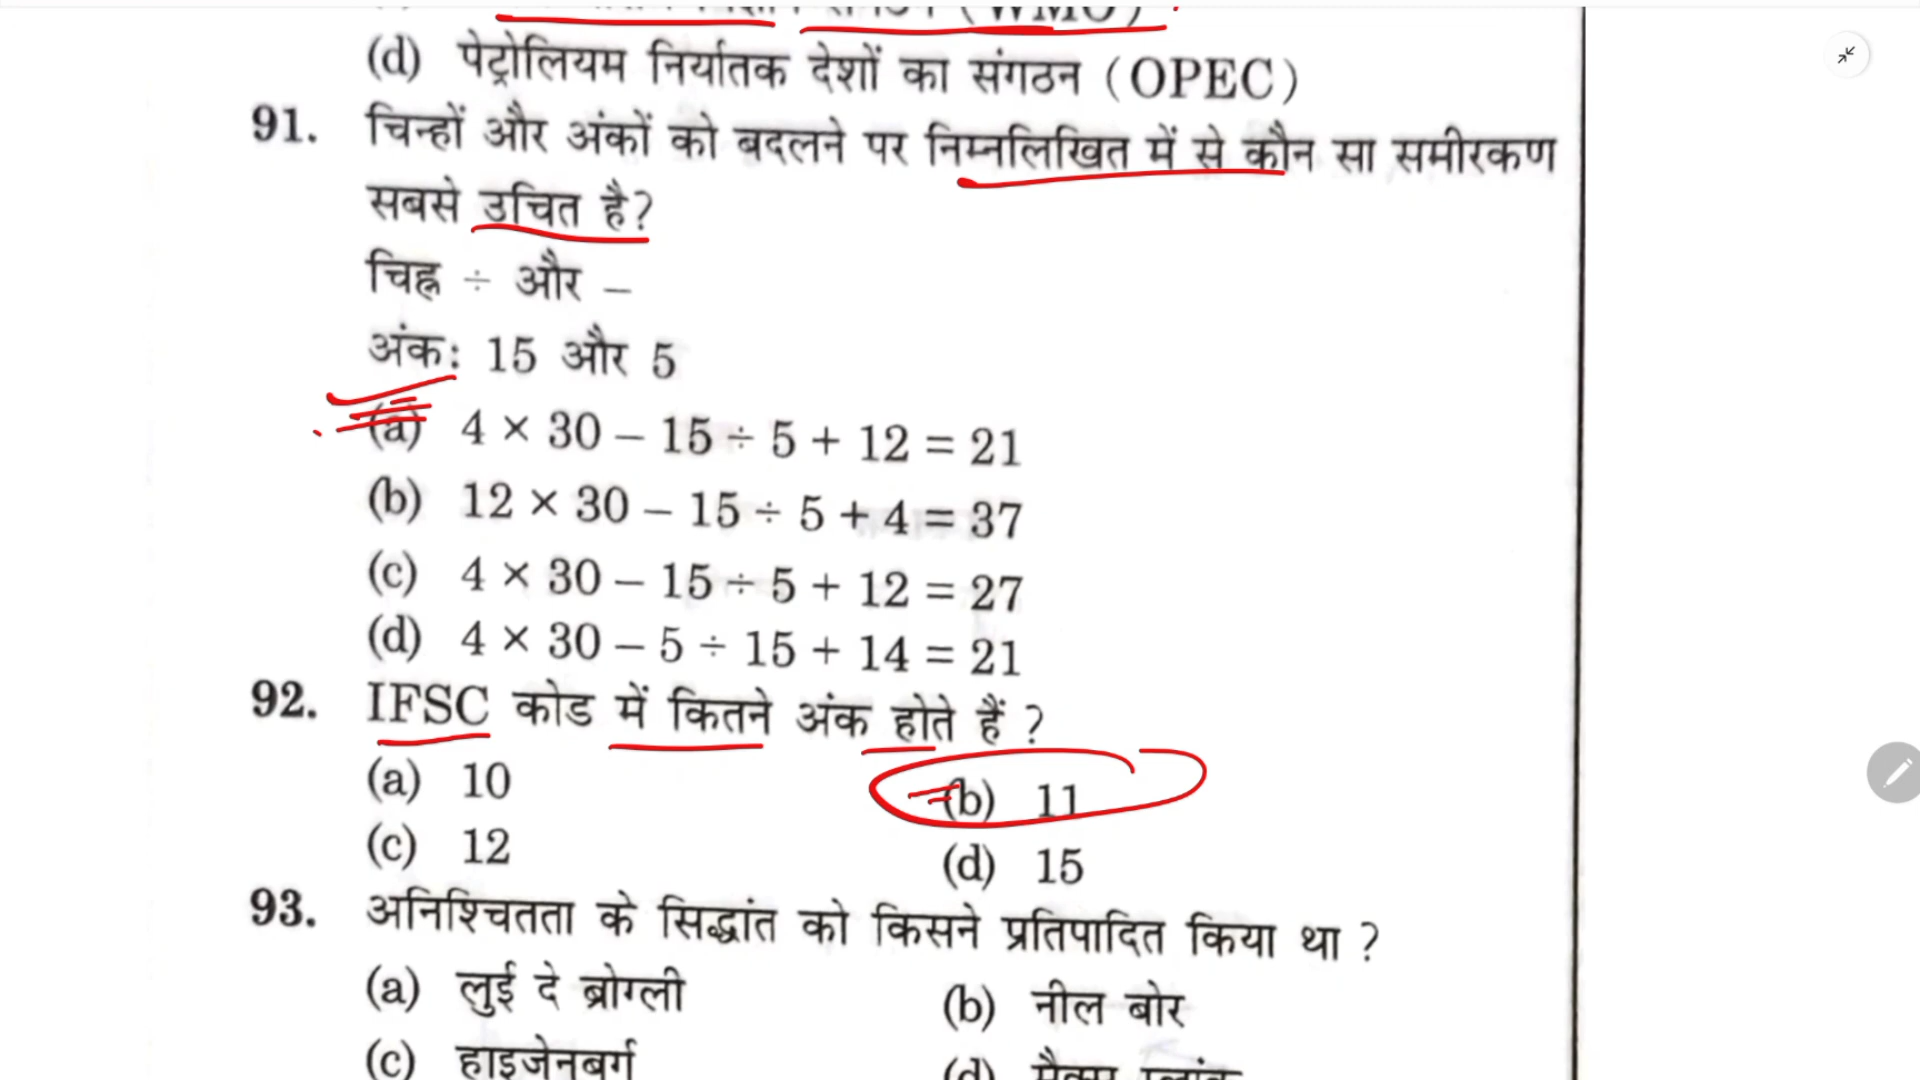 (WMO)
(d) पेट्रोलियम निर्यातक देशों का संगठन (OPEC)
91. चिन्हों और अंकों को बदलने पर निम्नलिखित में से कौन सा समीरकण
सबसे उचित है?
चिह्न ÷ और –
अंक: 15 और 5
(a) 4 × 30 – 15 ÷ 5 + 12 = 21
(b) 12 × 30 – 15 ÷ 5 + 4 = 37
(c) 4 × 30 – 15 ÷ 5 + 12 = 27
(d) 4 × 30 – 5 ÷ 15 + 14 = 21
92. IFSC कोड में कितने अंक होते हैं ?
(a) 10 (b) 11
(c) 12 (d) 15
93. अनिश्चितता के सिद्धांत को किसने प्रतिपादित किया था ?
(a) लुई दे ब्रोग्ली (b) नील बोर
(c) हाइजेनबर्ग (d) मैक्स प्लांक